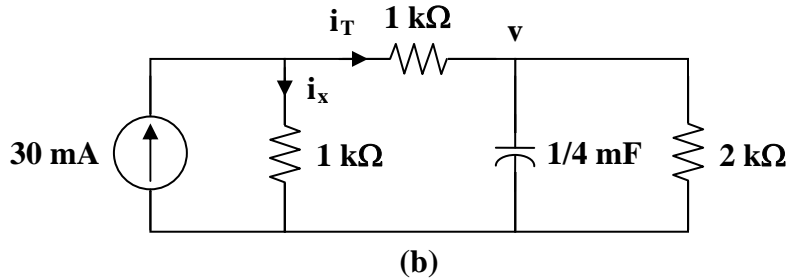 i_T 1 kΩ v
i_x
30 mA 1 kΩ 1/4 mF 2 kΩ
(b)